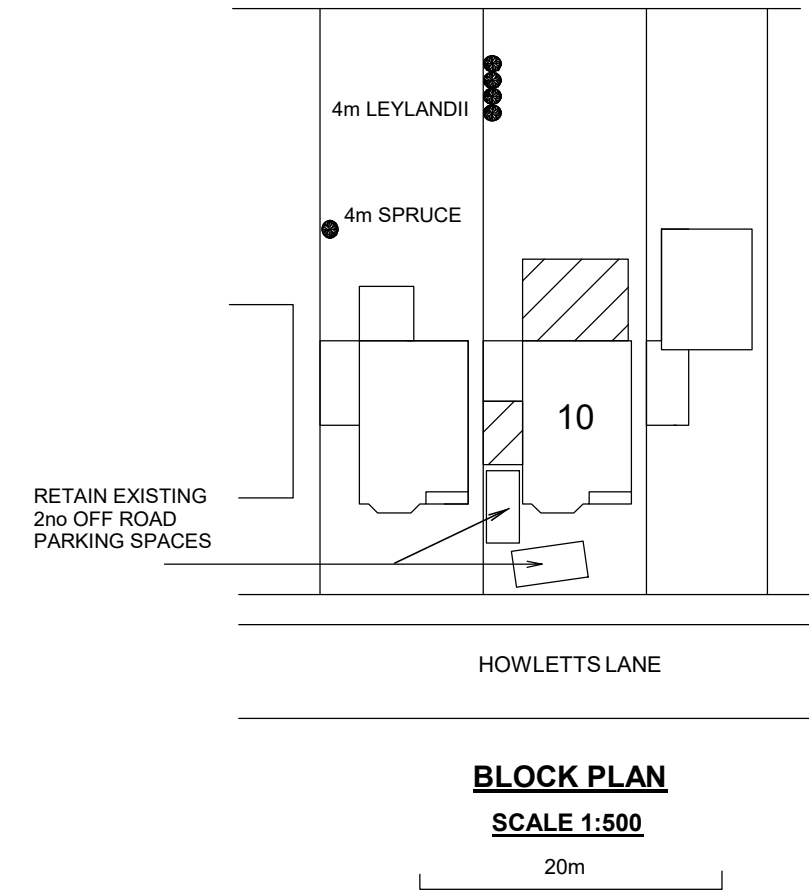 4m LEYLANDII
4m SPRUCE
10
RETAIN EXISTING
2no OFF ROAD
PARKING SPACES
HOWLETTS LANE
BLOCK PLAN
SCALE 1:500
20m